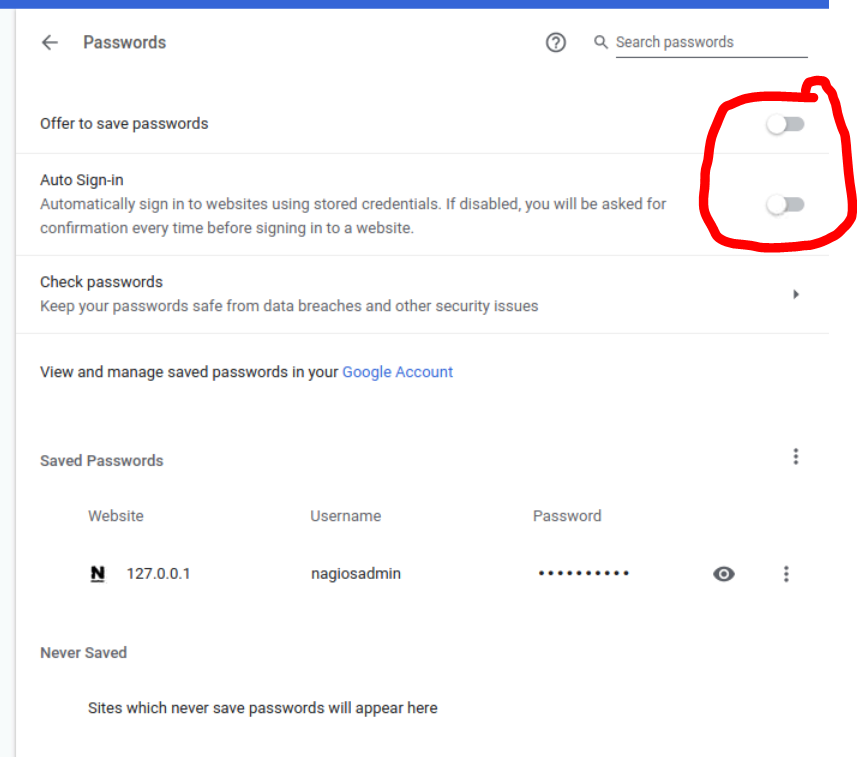 Passwords
Search passwords
Offer to save passwords
Auto Sign-in
Automatically sign in to websites using stored credentials. If disabled, you will be asked for
confirmation every time before signing in to a website.
Check passwords
Keep your passwords safe from data breaches and other security issues
View and manage saved passwords in your Google Account
Saved Passwords
Website Username Password
N 127.0.0.1 nagiosadmin ••••••••••
Never Saved
Sites which never save passwords will appear here